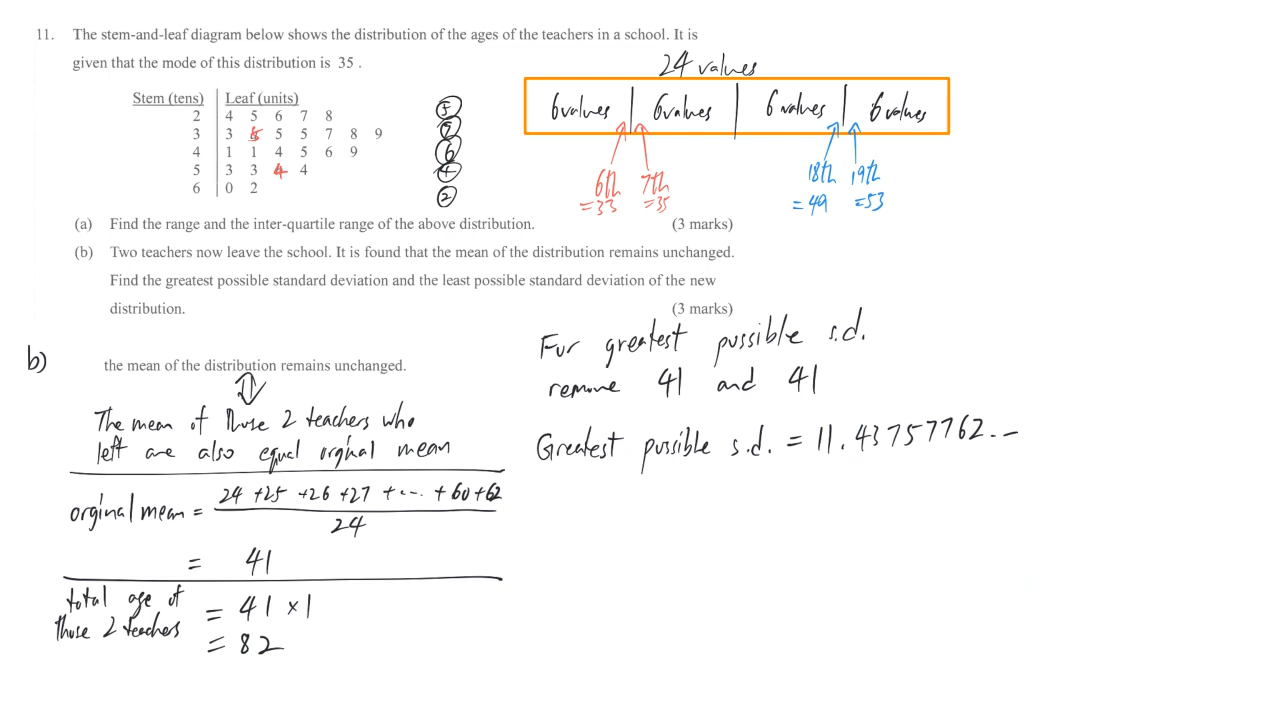 11. The stem-and-leaf diagram below shows the distribution of the ages of the teachers in a school. It is
given that the mode of this distribution is 35 .
24 values
Stem (tens) Leaf (units)
2 4 5 6 7 8 ⑤
3 3 5 5 5 7 8 9 ⑦
4 1 1 4 5 6 9 ⑥
5 3 3 4 4 ④
6 0 2 ②
6 values 6 values 6 values 6 values
6th 7th 18th 19th
=33 =35 =49 =53
(a) Find the range and the inter-quartile range of the above distribution. (3 marks)
(b) Two teachers now leave the school. It is found that the mean of the distribution remains unchanged.
Find the greatest possible standard deviation and the least possible standard deviation of the new
distribution. (3 marks)
b)
the mean of the distribution remains unchanged.
The mean of those 2 teachers who
left are also equal orginal mean
orginal mean = 24 +25 +26 +27 +... +60+62
24
= 41
total age of
those 2 teachers = 41 ×1
= 82
For greatest possible s.d.
remove 41 and 41
Greatest possible s.d. = 11.43757762...